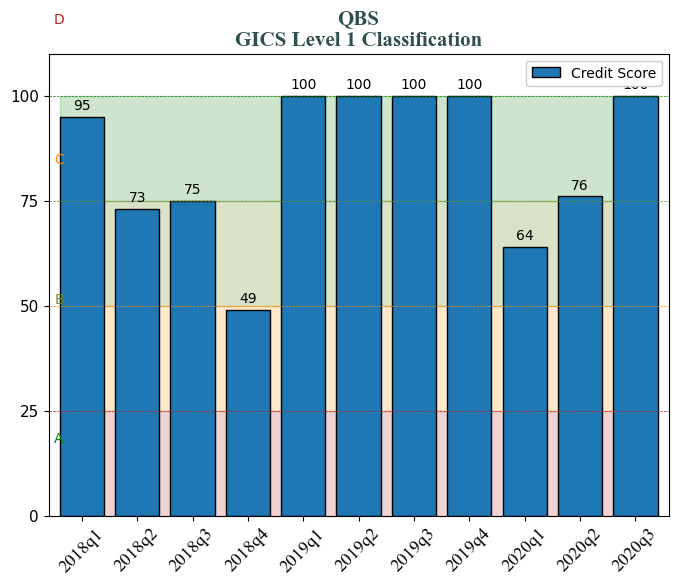 D
QBS
GICS Level 1 Classification
Credit Score
100
95
73
75
49
100
100
100
100
64
76
100
C
75
B
50
A
25
0
2018q1
2018q2
2018q3
2018q4
2019q1
2019q2
2019q3
2019q4
2020q1
2020q2
2020q3